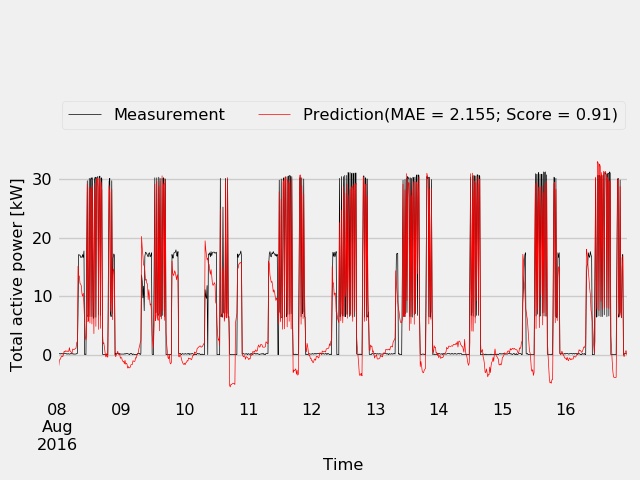 Measurement Prediction(MAE = 2.155; Score = 0.91)
Total active power [kW]
30
20
10
0
08 09 10 11 12 13 14 15 16
Aug
2016
Time